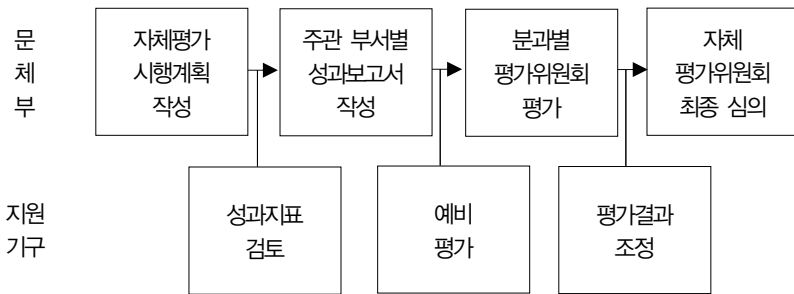 문
체
부
자체평가
시행계획
작성
주관 부서별
성과보고서
작성
분과별
평가위원회
평가
자체
평가위원회
최종 심의
지원
기구
성과지표
검토
예비
평가
평가결과
조정